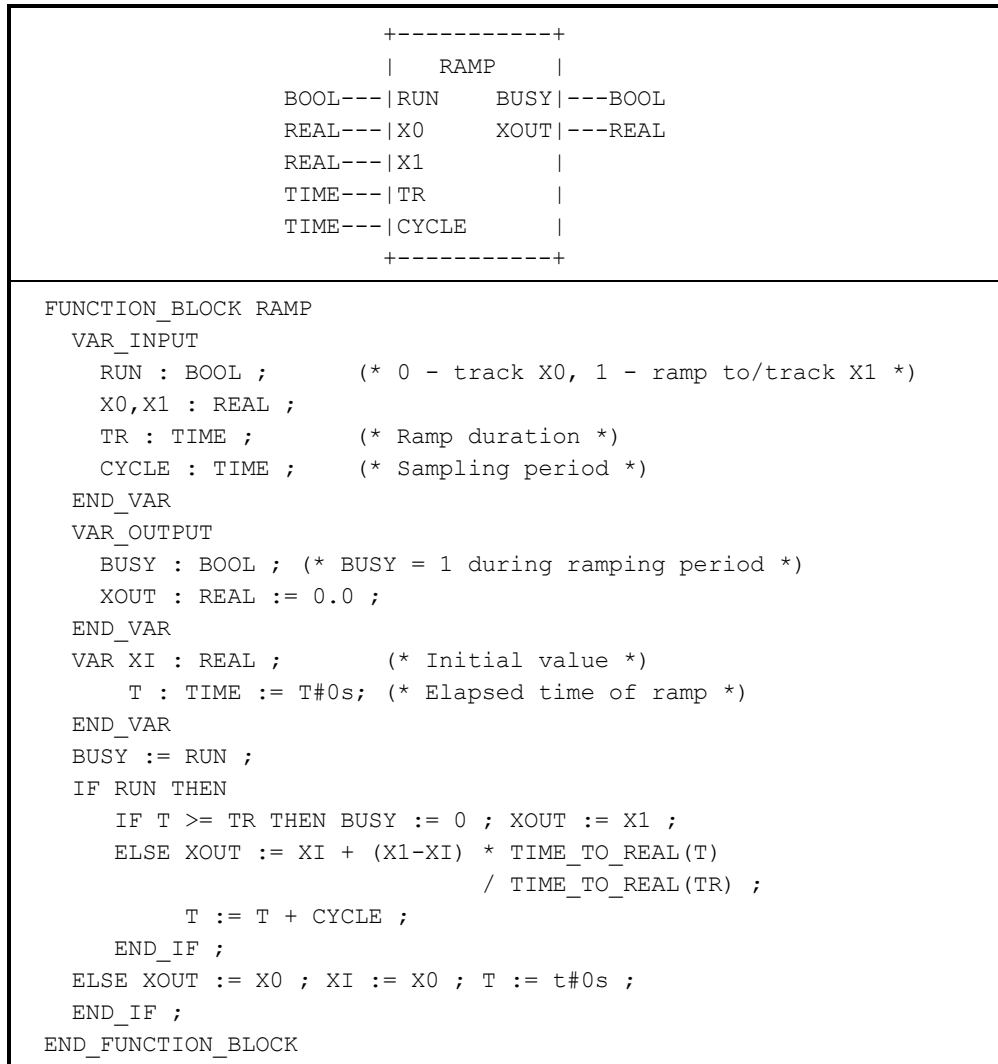 +-----------+
|   RAMP    |
BOOL---|RUN    BUSY|---BOOL
REAL---|X0     XOUT|---REAL
REAL---|X1         |
TIME---|TR         |
TIME---|CYCLE      |
+-----------+
FUNCTION_BLOCK RAMP
VAR_INPUT
RUN : BOOL ;       (* 0 - track X0, 1 - ramp to/track X1 *)
X0,X1 : REAL ;
TR : TIME ;        (* Ramp duration *)
CYCLE : TIME ;     (* Sampling period *)
END_VAR
VAR_OUTPUT
BUSY : BOOL ; (* BUSY = 1 during ramping period *)
XOUT : REAL := 0.0 ;
END_VAR
VAR XI : REAL ;       (* Initial value *)
T : TIME := T#0s; (* Elapsed time of ramp *)
END_VAR
BUSY := RUN ;
IF RUN THEN
IF T >= TR THEN BUSY := 0 ; XOUT := X1 ;
ELSE XOUT := XI + (X1-XI) * TIME_TO_REAL(T)
/ TIME_TO_REAL(TR) ;
T := T + CYCLE ;
END_IF ;
ELSE XOUT := X0 ; XI := X0 ; T := t#0s ;
END_IF ;
END_FUNCTION_BLOCK